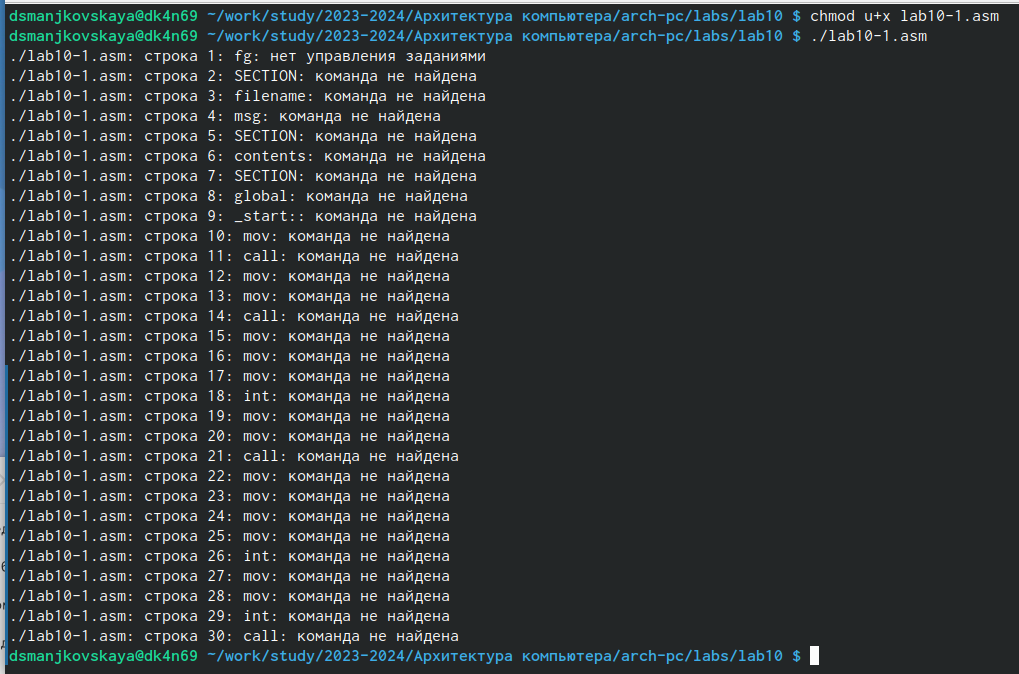 dsmanjkovskaya@dk4n69 ~/work/study/2023-2024/Архитектура компьютера/arch-pc/labs/lab10 $ chmod u+x lab10-1.asm
dsmanjkovskaya@dk4n69 ~/work/study/2023-2024/Архитектура компьютера/arch-pc/labs/lab10 $ ./lab10-1.asm
./lab10-1.asm: строка 1: fg: нет управления заданиями
./lab10-1.asm: строка 2: SECTION: команда не найдена
./lab10-1.asm: строка 3: filename: команда не найдена
./lab10-1.asm: строка 4: msg: команда не найдена
./lab10-1.asm: строка 5: SECTION: команда не найдена
./lab10-1.asm: строка 6: contents: команда не найдена
./lab10-1.asm: строка 7: SECTION: команда не найдена
./lab10-1.asm: строка 8: global: команда не найдена
./lab10-1.asm: строка 9: _start:: команда не найдена
./lab10-1.asm: строка 10: mov: команда не найдена
./lab10-1.asm: строка 11: call: команда не найдена
./lab10-1.asm: строка 12: mov: команда не найдена
./lab10-1.asm: строка 13: mov: команда не найдена
./lab10-1.asm: строка 14: call: команда не найдена
./lab10-1.asm: строка 15: mov: команда не найдена
./lab10-1.asm: строка 16: mov: команда не найдена
./lab10-1.asm: строка 17: mov: команда не найдена
./lab10-1.asm: строка 18: int: команда не найдена
./lab10-1.asm: строка 19: mov: команда не найдена
./lab10-1.asm: строка 20: mov: команда не найдена
./lab10-1.asm: строка 21: call: команда не найдена
./lab10-1.asm: строка 22: mov: команда не найдена
./lab10-1.asm: строка 23: mov: команда не найдена
./lab10-1.asm: строка 24: mov: команда не найдена
./lab10-1.asm: строка 25: mov: команда не найдена
./lab10-1.asm: строка 26: int: команда не найдена
./lab10-1.asm: строка 27: mov: команда не найдена
./lab10-1.asm: строка 28: mov: команда не найдена
./lab10-1.asm: строка 29: int: команда не найдена
./lab10-1.asm: строка 30: call: команда не найдена
dsmanjkovskaya@dk4n69 ~/work/study/2023-2024/Архитектура компьютера/arch-pc/labs/lab10 $